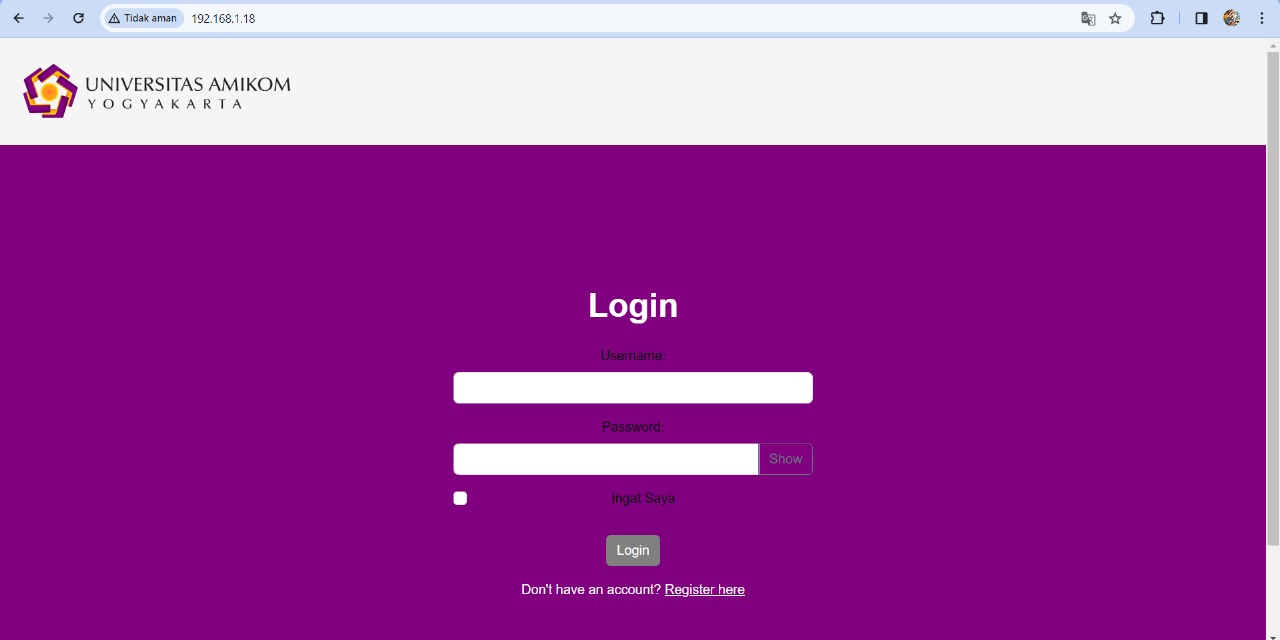 Tidak aman 192.168.1.18
UNIVERSITAS AMIKOM
YOGYAKARTA
Login
Username:
Password:
Show
Ingat Saya
Login
Don't have an account? Register here